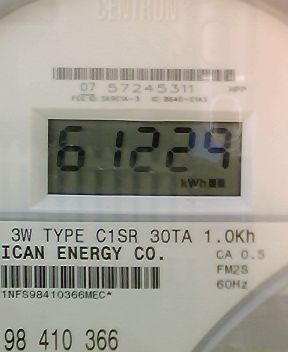 CENTRON
07 57245311 HPP
61229
kWh
3W TYPE C1SR 30TA 1.0Kh
ICAN ENERGY CO. CA 0.5
FM2S
60Hz
1NFS98410366MEC*
98 410 366